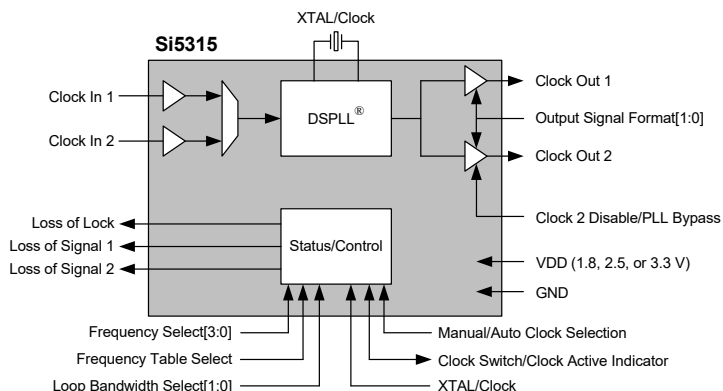 XTAL/Clock
Si5315
Clock In 1
Clock In 2
DSPLL®
Clock Out 1
Output Signal Format[1:0]
Clock Out 2
Clock 2 Disable/PLL Bypass
Loss of Lock
Loss of Signal 1
Loss of Signal 2
Status/Control
VDD (1.8, 2.5, or 3.3 V)
GND
Frequency Select[3:0]
Manual/Auto Clock Selection
Frequency Table Select
Clock Switch/Clock Active Indicator
Loop Bandwidth Select[1:0]
XTAL/Clock